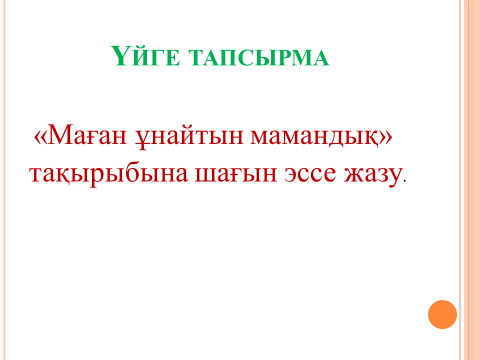 Үйге тапсырма
«Маған ұнайтын мамандық»
тақырыбына шағын эссе жазу.